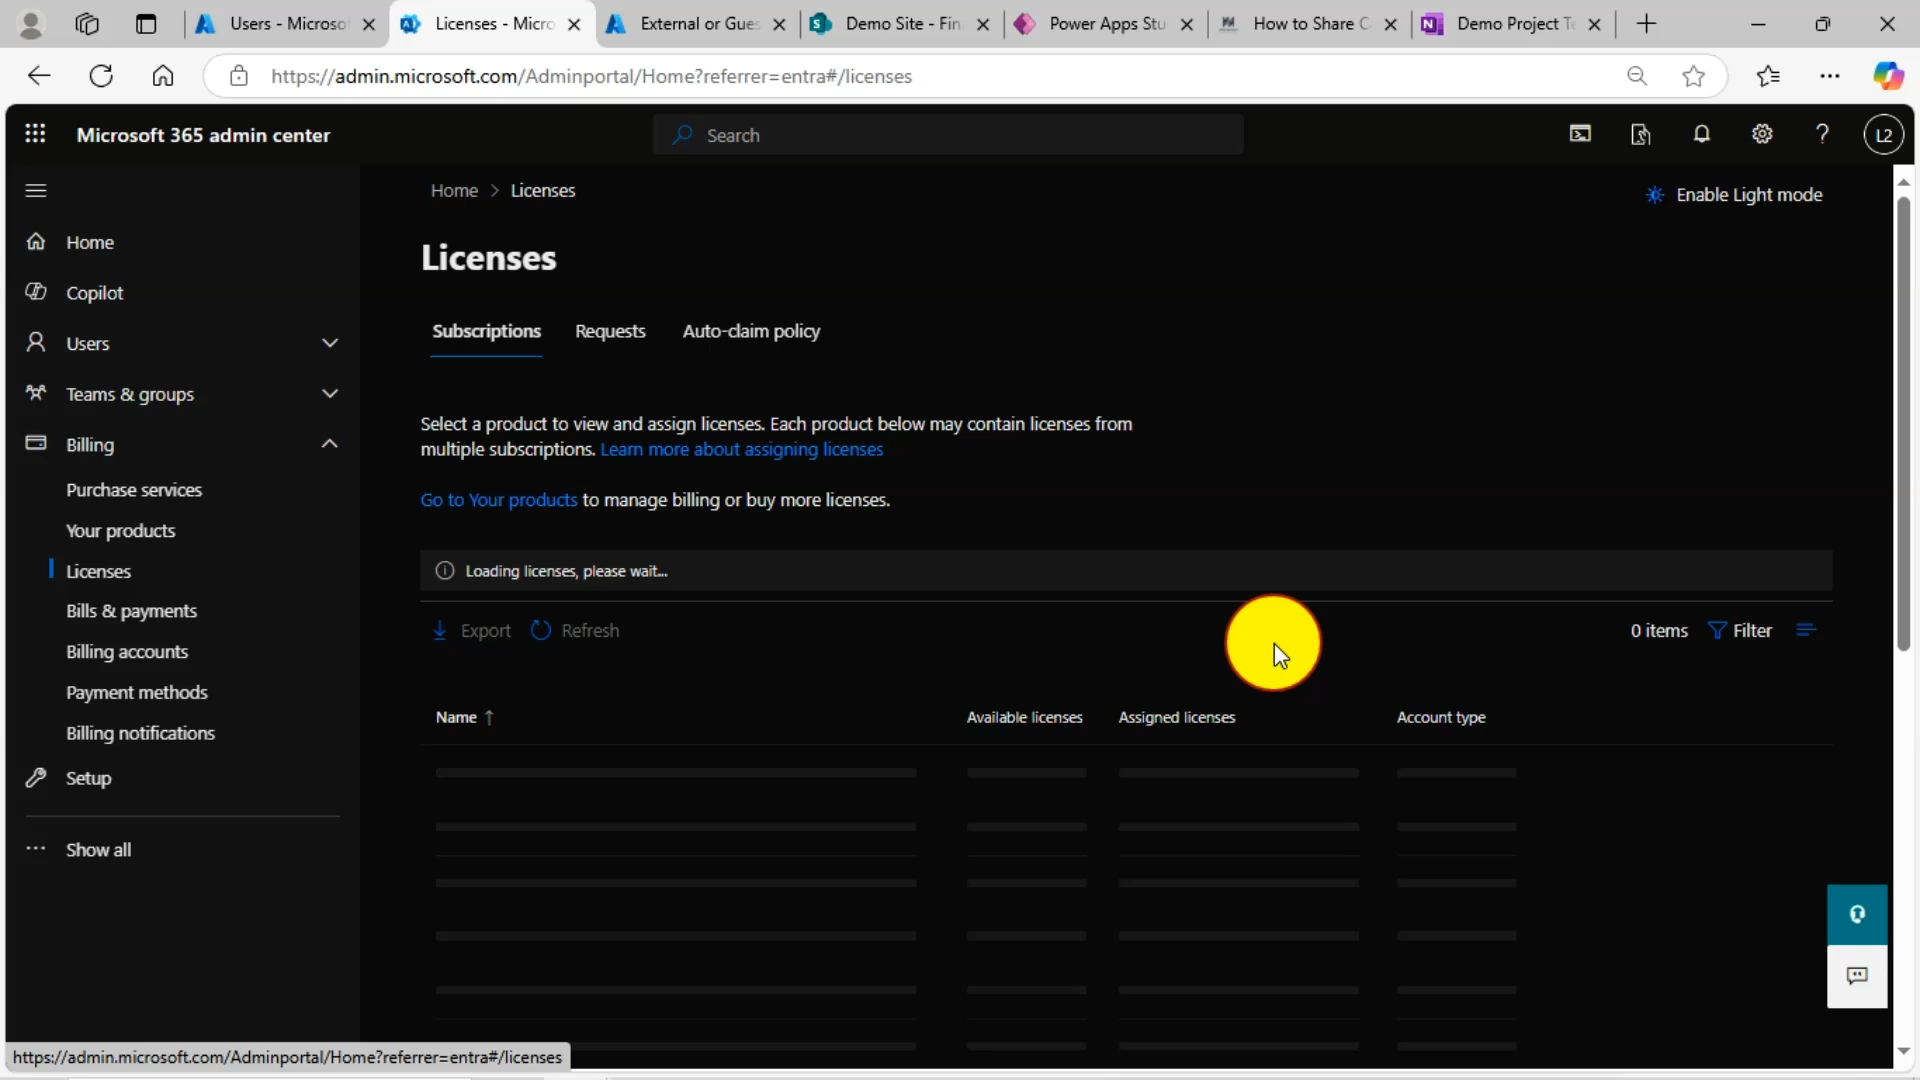 Users - Microsof
Licenses - Micro
External or Gues
Demo Site - Fin
Power Apps Stu
How to Share C
Demo Project Te
https://admin.microsoft.com/Adminportal/Home?referrer=entra#/licenses
Microsoft 365 admin center
Search
L2
Home > Licenses
Enable Light mode
Home
Copilot
Users
Teams & groups
Billing
Purchase services
Your products
Licenses
Bills & payments
Billing accounts
Payment methods
Billing notifications
Setup
Show all
Licenses
Subscriptions
Requests
Auto-claim policy
Select a product to view and assign licenses. Each product below may contain licenses from
multiple subscriptions. Learn more about assigning licenses
Go to Your products to manage billing or buy more licenses.
Loading licenses, please wait...
Export
Refresh
0 items
Filter
Name ↑
Available licenses
Assigned licenses
Account type
https://admin.microsoft.com/Adminportal/Home?referrer=entra#/licenses